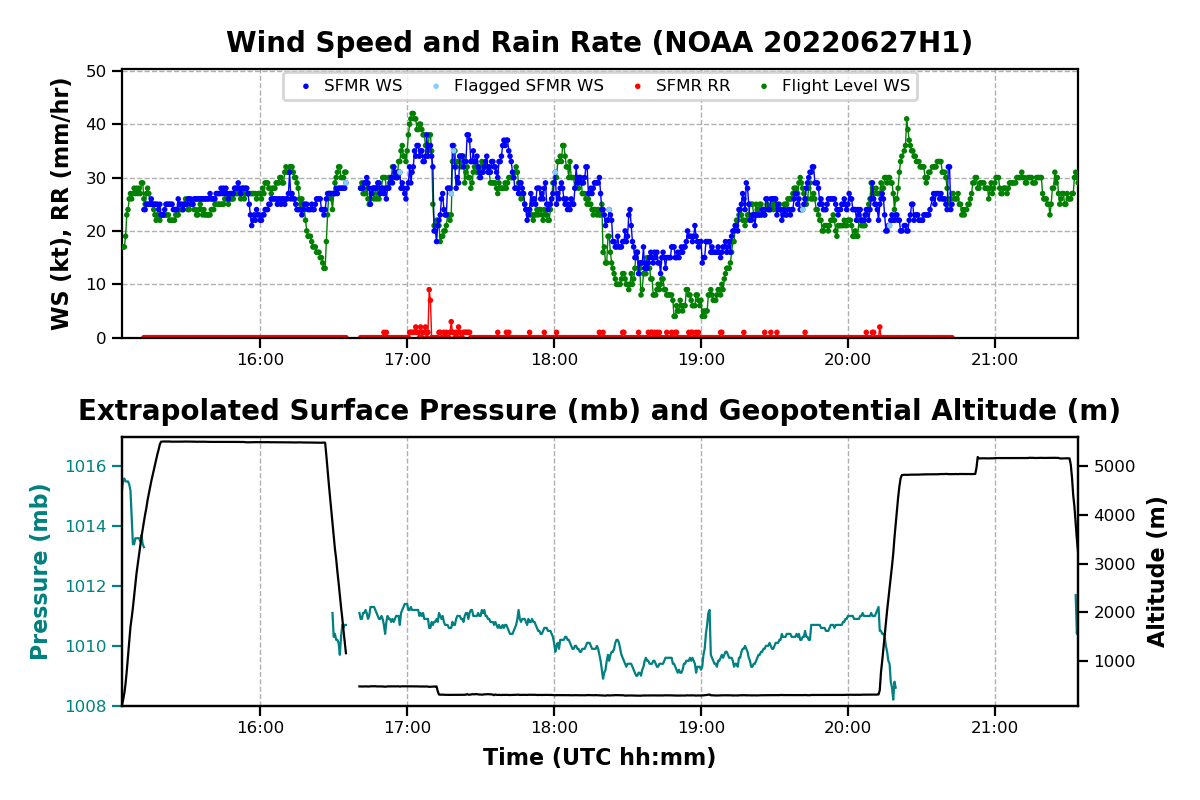 Wind Speed and Rain Rate (NOAA 20220627H1)
WS (kt), RR (mm/hr)
50
40
30
20
10
0
SFMR WS
Flagged SFMR WS
SFMR RR
Flight Level WS
16:00
17:00
18:00
19:00
20:00
21:00
Extrapolated Surface Pressure (mb) and Geopotential Altitude (m)
Pressure (mb)
1016
1014
1012
1010
1008
5000
4000
3000
2000
1000
Altitude (m)
16:00
17:00
18:00
19:00
20:00
21:00
Time (UTC hh:mm)